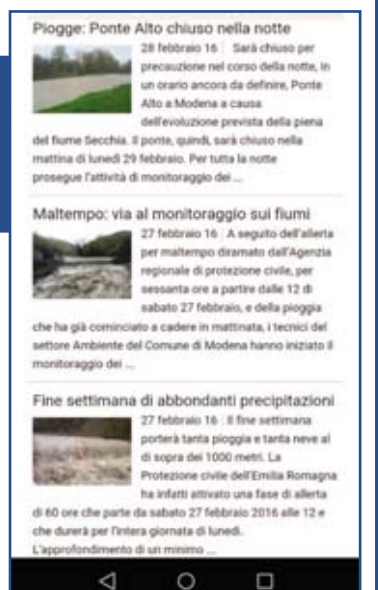 Piogge: Ponte Alto chiuso nella notte
28 febbraio 16 | Sarà chiuso per
precauzione nel corso della notte, in
un orario ancora da definire, Ponte
Alto a Modena a causa
dell'evoluzione prevista della piena
del fiume Secchia. Il ponte, quindi, sarà chiuso nella
mattina di lunedì 29 febbraio. Per tutta la notte
prosegue l'attività di monitoraggio dei ...
Maltempo: via al monitoraggio sui fiumi
27 febbraio 16 | A seguito dell'allerta
per maltempo diramato dall'Agenzia
regionale di protezione civile, per
sessanta ore a partire dalle 12 di
sabato 27 febbraio, e della pioggia
che ha già cominciato a cadere in mattinata, i tecnici del
settore Ambiente del Comune di Modena hanno iniziato il
monitoraggio dei ...
Fine settimana di abbondanti precipitazioni
27 febbraio 16 | Il fine settimana
porterà tanta pioggia e tanta neve al
di sopra dei 1000 metri. La
Protezione civile dell'Emilia Romagna
ha infatti attivato una fase di allerta
di 60 ore che parte da sabato 27 febbraio 2016 alle 12 e
che durerà per l'intera giornata di lunedì.
L'approfondimento di un minimo ...